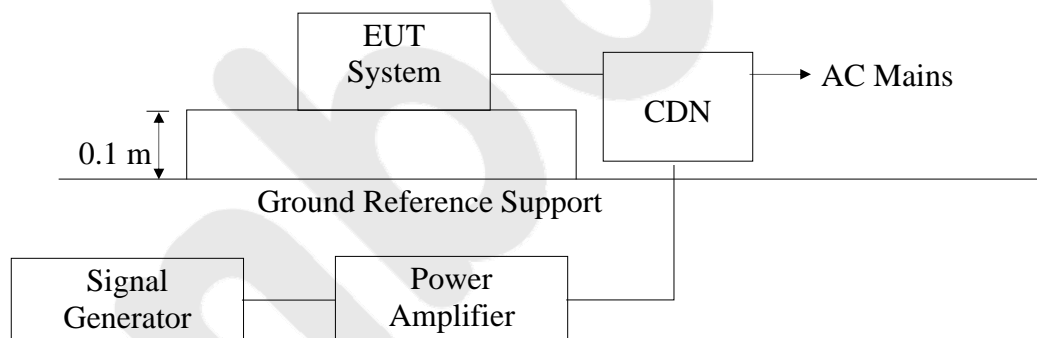 EUT
System
CDN
AC Mains
0.1 m
Ground Reference Support
Signal
Generator
Power
Amplifier